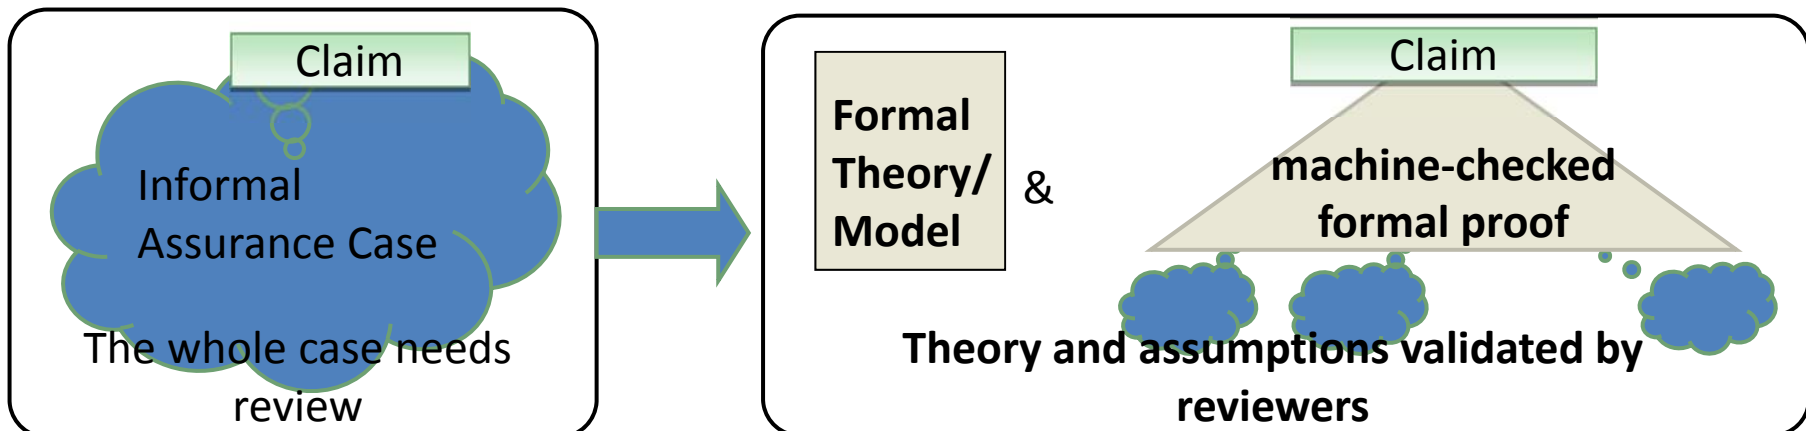 Claim
Informal
Assurance Case
The whole case needs
review
Formal
Theory/
Model
&
Claim
machine-checked
formal proof
Theory and assumptions validated by
reviewers